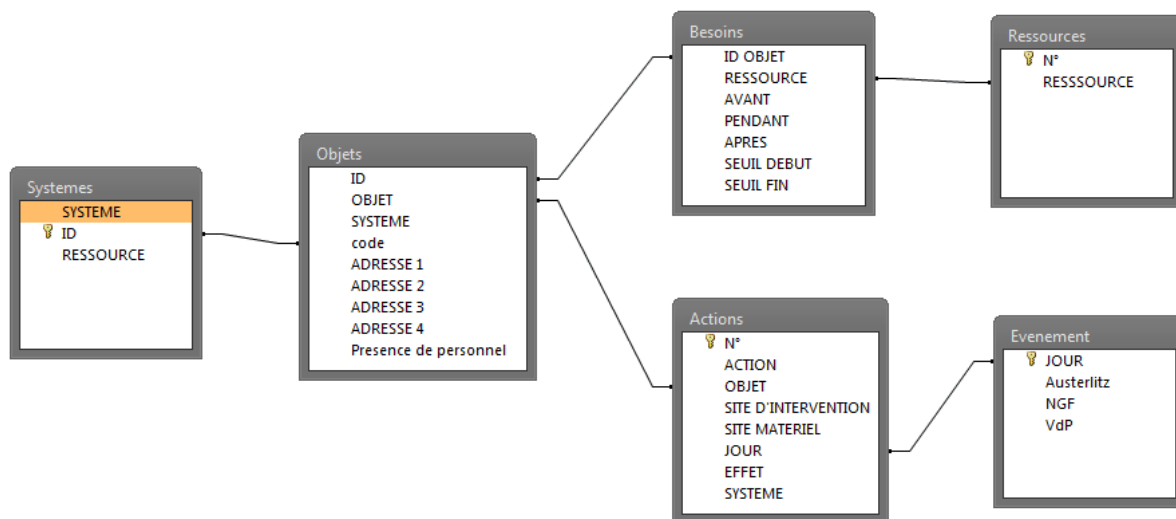 Systemes
SYSTEME
ID
RESSOURCE
Objets
ID
OBJET
SYSTEME
code
ADRESSE 1
ADRESSE 2
ADRESSE 3
ADRESSE 4
Presence de personnel
Besoins
ID OBJET
RESSOURCE
AVANT
PENDANT
APRES
SEUIL DEBUT
SEUIL FIN
Ressources
N°
RESSSOURCE
Actions
N°
ACTION
OBJET
SITE D'INTERVENTION
SITE MATERIEL
JOUR
EFFET
SYSTEME
Evenement
JOUR
Austerlitz
NGF
VdP